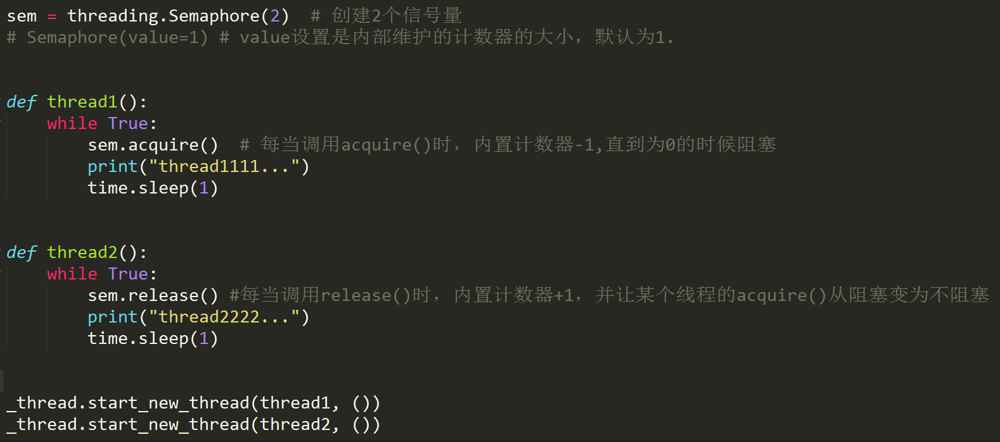 sem = threading.Semaphore(2)  # 创建2个信号量
# Semaphore(value=1) # value设置是内部维护的计数器的大小，默认为1.
def thread1():
    while True:
        sem.acquire()  # 每当调用acquire()时，内置计数器-1,直到为0的时候阻塞
        print("thread1111...")
        time.sleep(1)
def thread2():
    while True:
        sem.release() #每当调用release()时，内置计数器+1，并让某个线程的acquire()从阻塞变为不阻塞
        print("thread2222...")
        time.sleep(1)
_thread.start_new_thread(thread1, ())
_thread.start_new_thread(thread2, ())